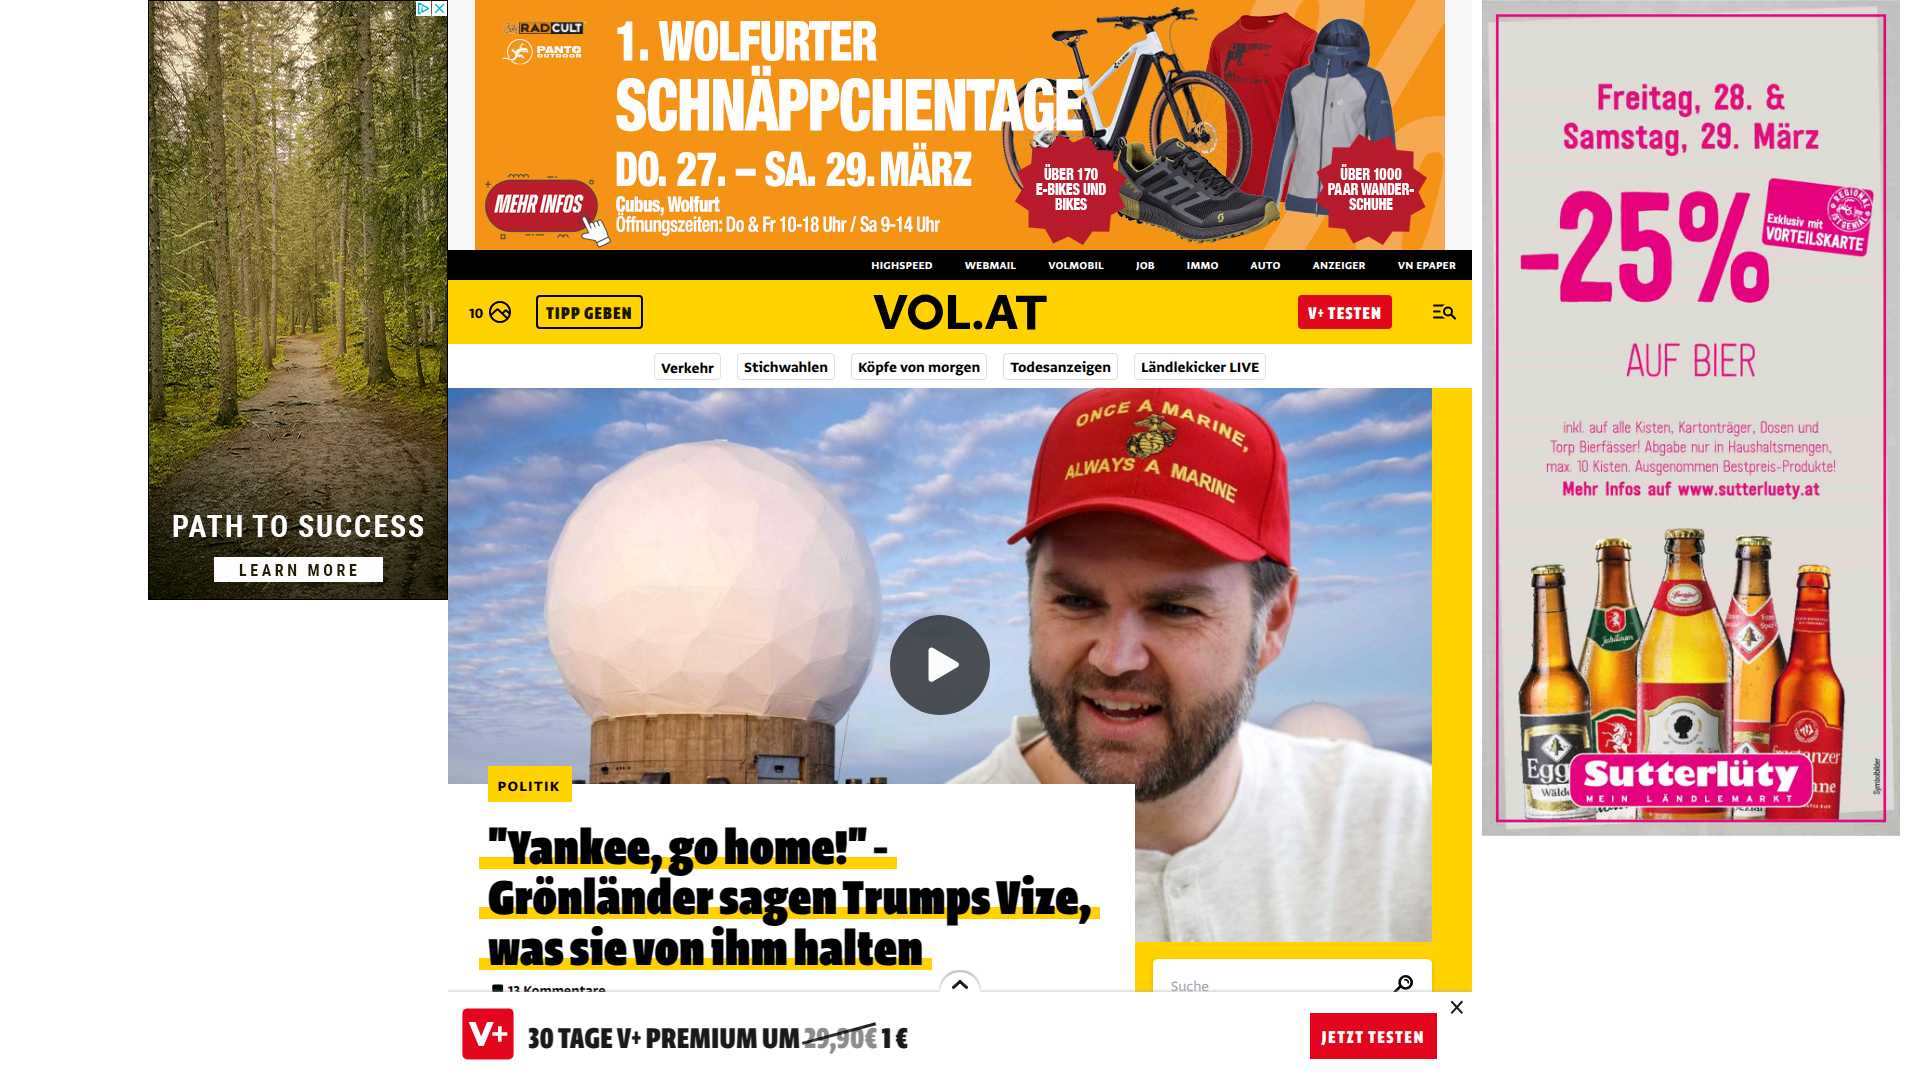 PATH TO SUCCESS
LEARN MORE
RADCULT
PANTO
OUTDOOR
1. WOLFURTER
SCHNÄPPCHENTAGE
DO. 27. – SA. 29. MÄRZ
Cubus, Wolfurt
Öffnungszeiten: Do & Fr 10-18 Uhr / Sa 9-14 Uhr
MEHR INFOS
ÜBER 170
E-BIKES UND
BIKES
ÜBER 1000
PAAR WANDER-
SCHUHE
HIGHSPEED WEBMAIL VOLMOBIL JOB IMMO AUTO ANZEIGER VN EPAPER
10 TIPP GEBEN VOL.AT V+ TESTEN
Verkehr Stichwahlen Köpfe von morgen Todesanzeigen Ländlekicker LIVE
ONCE A MARINE,
ALWAYS A MARINE
POLITIK
"Yankee, go home!" -
Grönländer sagen Trumps Vize,
was sie von ihm halten
13 Kommentare
Suche
V+ 30 TAGE V+ PREMIUM UM 29,90€ 1 €
JETZT TESTEN
Freitag, 28. &
Samstag, 29. März
-25%
Exklusiv mit
VORTEILSKARTE
REGIONAL
IST GENIAL
AUF BIER
inkl. auf alle Kisten, Kartonträger, Dosen und
Torp Bierfässer! Abgabe nur in Haushaltsmengen,
max. 10 Kisten. Ausgenommen Bestpreis-Produkte!
Mehr Infos auf www.sutterluety.at
Egg
Wälde
Sutterlüty
MEIN LÄNDLEMARKT
Symbolbilder